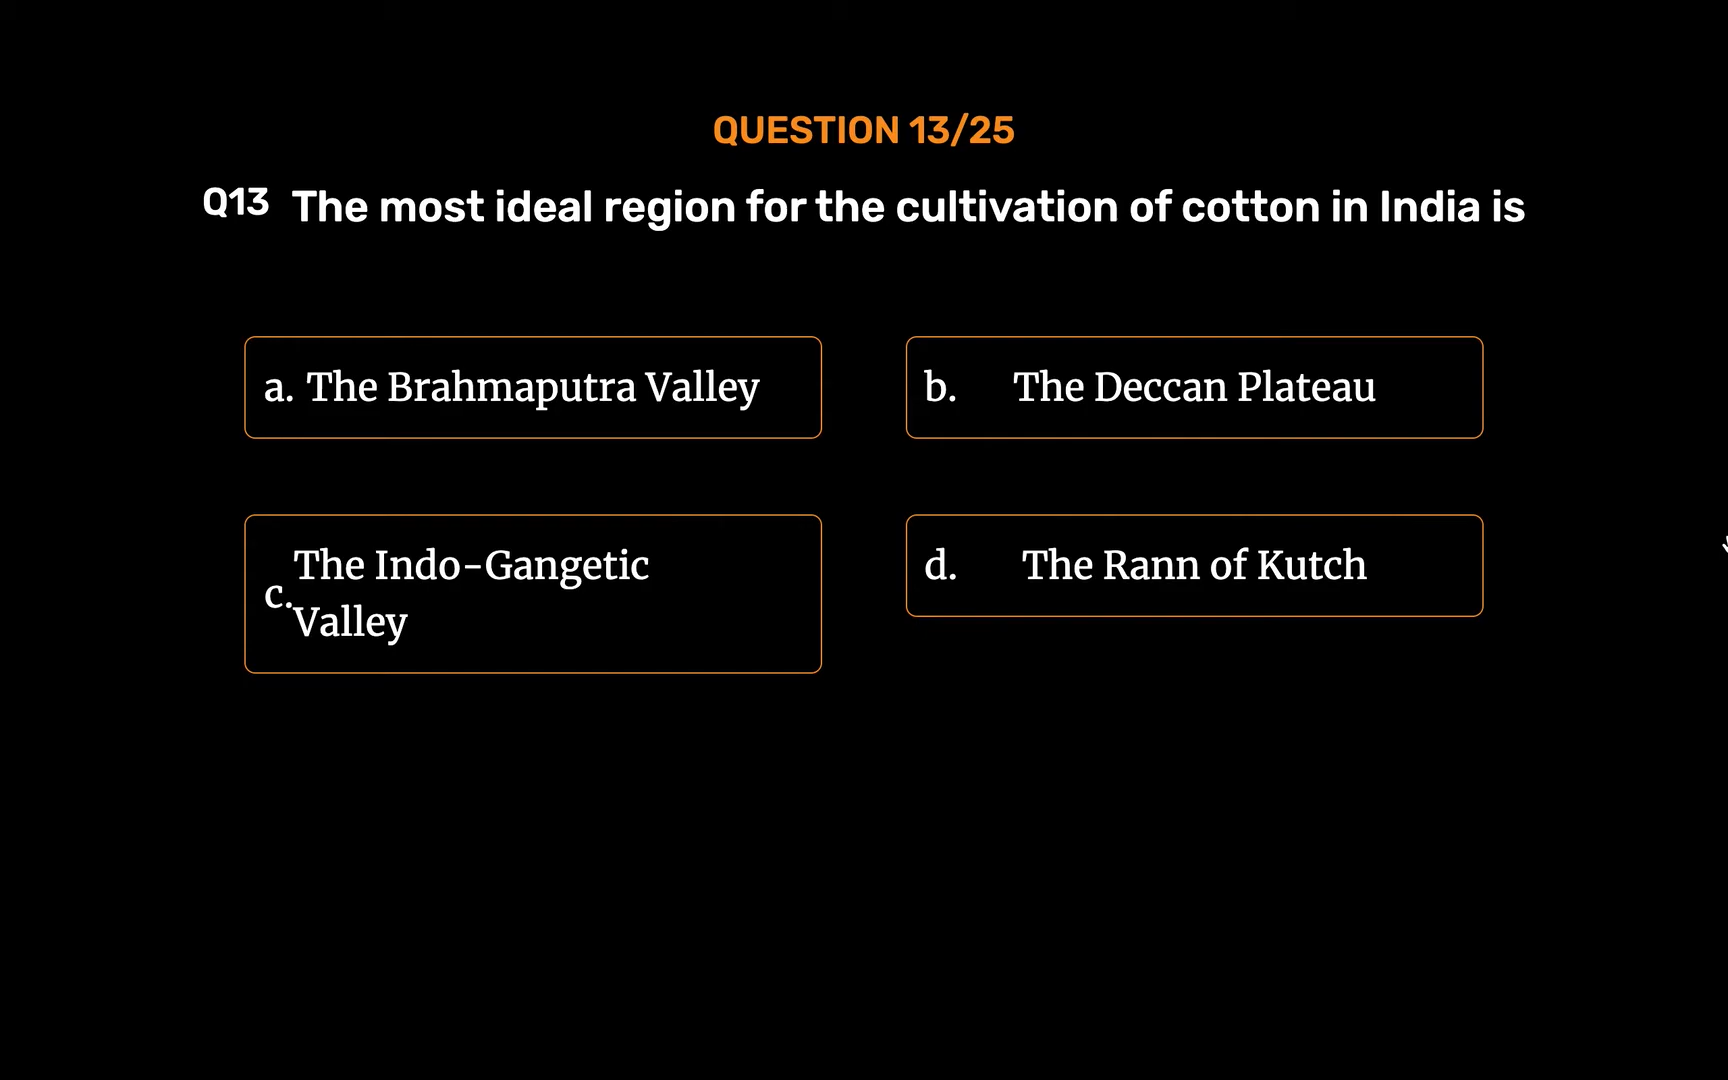 QUESTION 13/25
Q13 The most ideal region for the cultivation of cotton in India is
a. The Brahmaputra Valley
b. The Deccan Plateau
c. The Indo-Gangetic
Valley
d. The Rann of Kutch